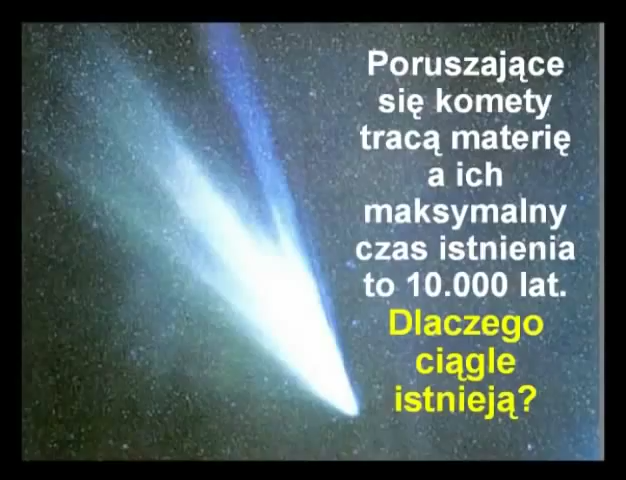 Poruszające
się komety
tracą materię
a ich
maksymalny
czas istnienia
to 10.000 lat.
Dlaczego
ciągle
istnieją?